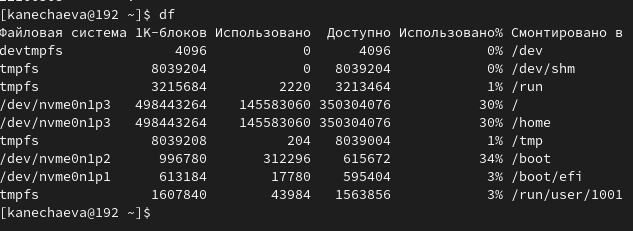 [kanechaeva@192 ~]$ df
Файловая система 1K-блоков Использовано Доступно Использовано% Смонтировано в
devtmpfs 4096 0 4096 0% /dev
tmpfs 8039204 0 8039204 0% /dev/shm
tmpfs 3215684 2220 3213464 1% /run
/dev/nvme0n1p3 498443264 145583060 350304076 30% /
/dev/nvme0n1p3 498443264 145583060 350304076 30% /home
tmpfs 8039208 204 8039004 1% /tmp
/dev/nvme0n1p2 996780 312296 615672 34% /boot
/dev/nvme0n1p1 613184 17780 595404 3% /boot/efi
tmpfs 1607840 43984 1563856 3% /run/user/1001
[kanechaeva@192 ~]$